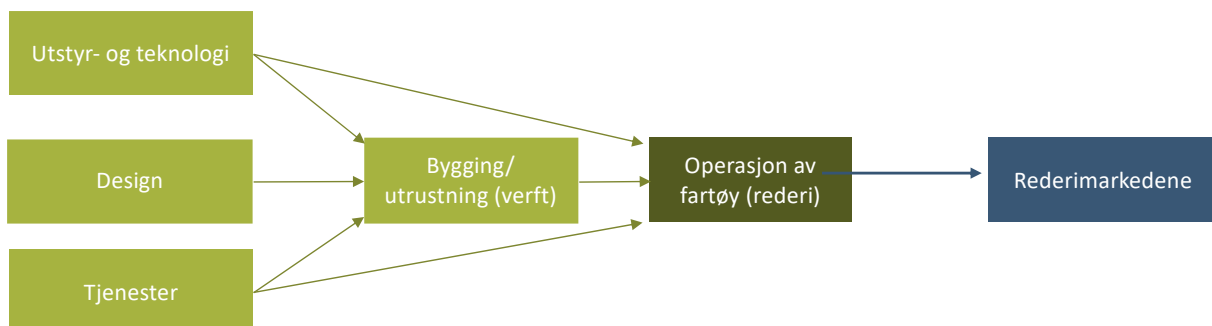 Utstyr- og teknologi
Design
Tjenester
Bygging/
utrustning (verft)
Operasjon av
fartøy (rederi)
Rederimarkedene